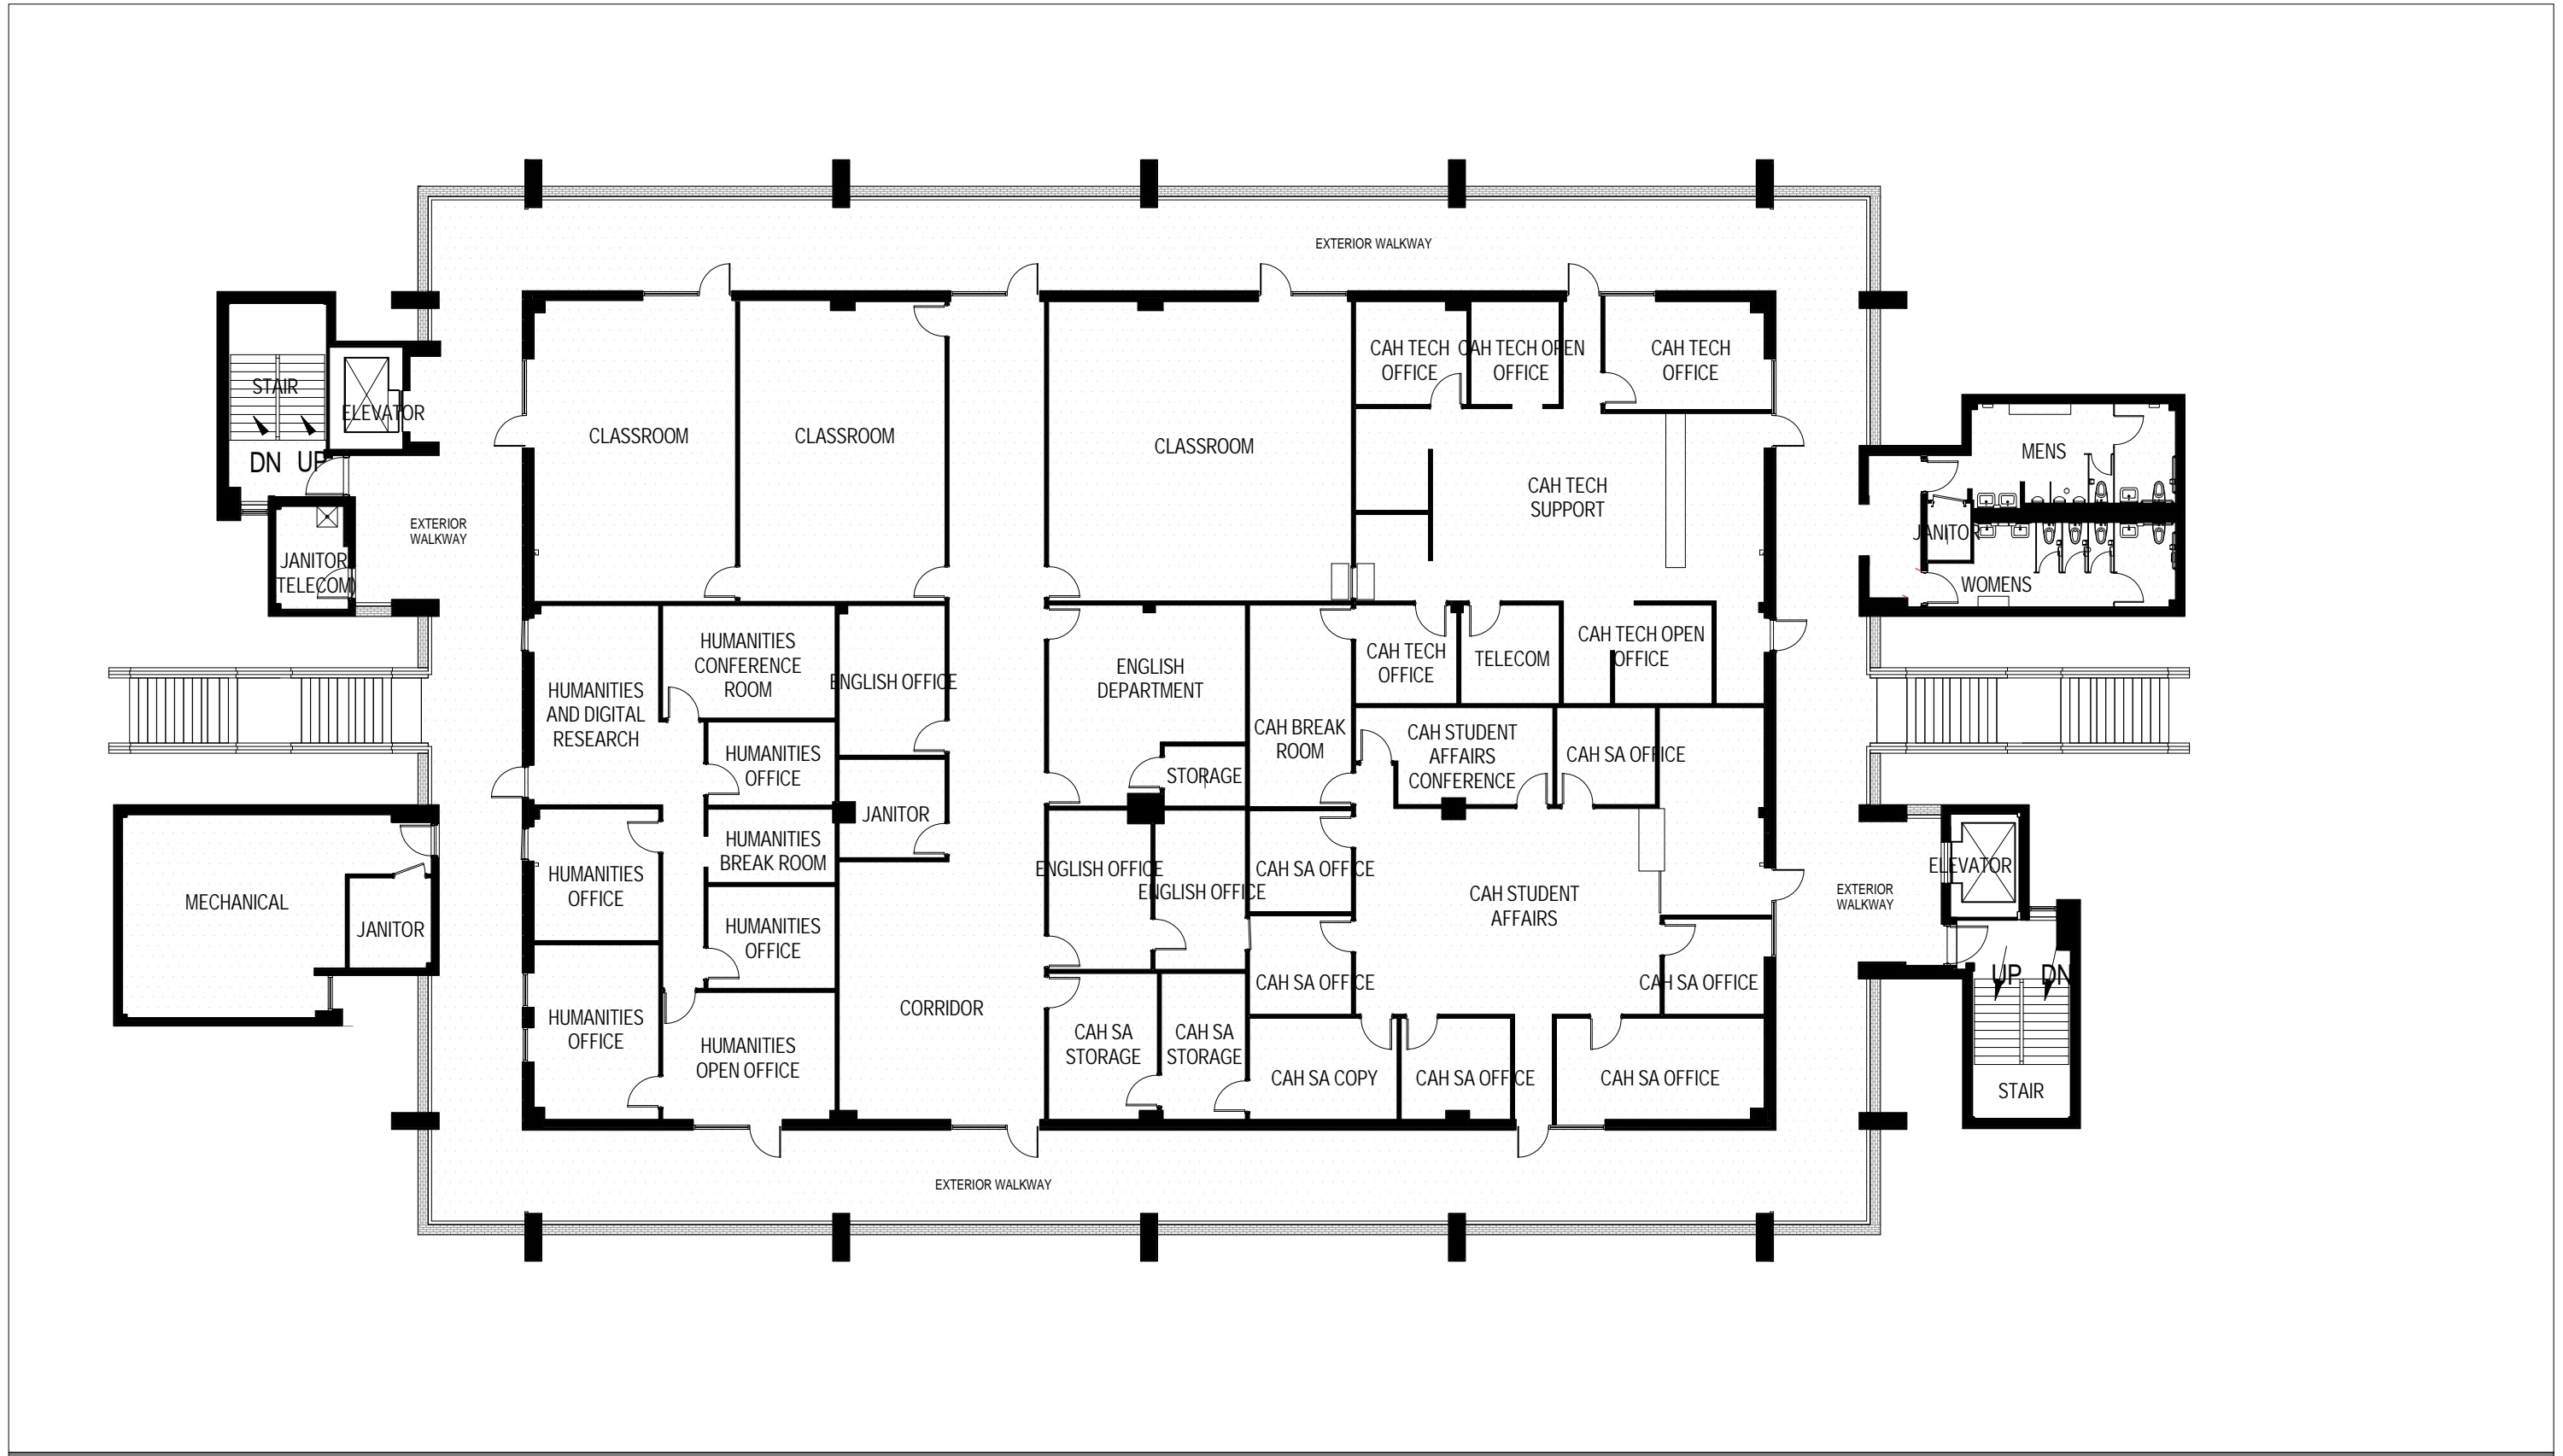 EXTERIOR WALKWAY
STAIR
ELEVATOR
DN UP
JANITOR
TELECOM
EXTERIOR
WALKWAY
CLASSROOM
CLASSROOM
CLASSROOM
CAH TECH
OFFICE
CAH TECH OPEN
OFFICE
CAH TECH
OFFICE
CAH TECH
SUPPORT
MENS
JANITOR
WOMENS
HUMANITIES
AND DIGITAL
RESEARCH
HUMANITIES
CONFERENCE
ROOM
ENGLISH OFFICE
ENGLISH
DEPARTMENT
CAH BREAK
ROOM
CAH TECH
OFFICE
TELECOM
CAH TECH OPEN
OFFICE
HUMANITIES
OFFICE
STORAGE
CAH STUDENT
AFFAIRS
CONFERENCE
CAH SA OFFICE
JANITOR
HUMANITIES
BREAK ROOM
HUMANITIES
OFFICE
ENGLISH OFFICE
ENGLISH OFFICE
CAH SA OFFICE
CAH STUDENT
AFFAIRS
EXTERIOR
WALKWAY
ELEVATOR
MECHANICAL
JANITOR
HUMANITIES
OFFICE
CAH SA OFFICE
CAH SA OFFICE
UP DN
STAIR
HUMANITIES
OFFICE
HUMANITIES
OPEN OFFICE
CORRIDOR
CAH SA
STORAGE
CAH SA
STORAGE
CAH SA COPY
CAH SA OFFICE
CAH SA OFFICE
EXTERIOR WALKWAY